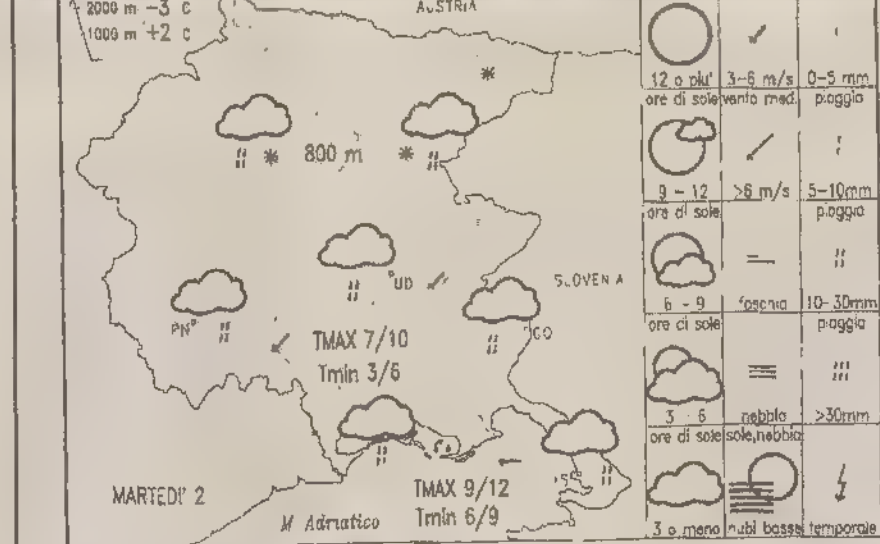 2000 m -3 c
1000 m +2 c
AUSTRIA
800 m
UD
PN
GO
SLOVENIA
TMAX 7/10
Tmin 3/6
MARTEDI' 2
M Adriatico
TMAX 9/12
Tmin 6/9
12 o piu'
ore di sole
3-6 m/s
vento med.
0-5 mm
pioggia
9 - 12
ore di sole
>6 m/s
5-10mm
pioggia
6 - 9
ore di sole
foschia
10-30mm
pioggia
3 - 6
ore di sole
nebbia
sole,nebbia
>30mm
3 o meno
nubi basse
temporale